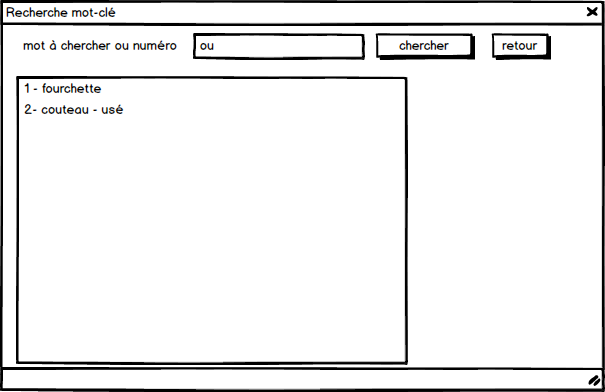 Recherche mot-clé
mot à chercher ou numéro ou chercher retour
1 - fourchette
2- couteau - usé